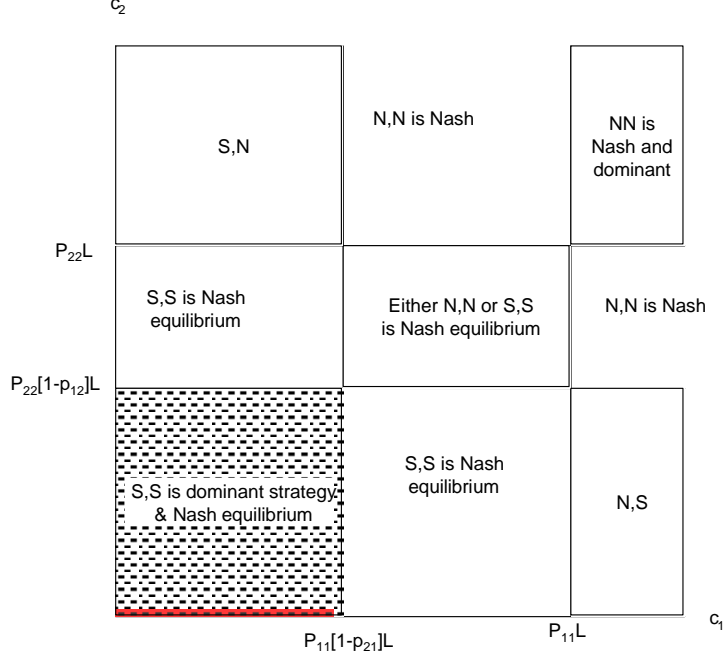 c₂
S,N
N,N is Nash
NN is
Nash and
dominant
P₂₂L
S,S is Nash
equilibrium
Either N,N or S,S
is Nash equilibrium
N,N is Nash
P₂₂[1-p₁₂]L
S,S is dominant strategy
& Nash equilibrium
S,S is Nash
equilibrium
N,S
P₁₁[1-p₂₁]L
P₁₁L
c₁